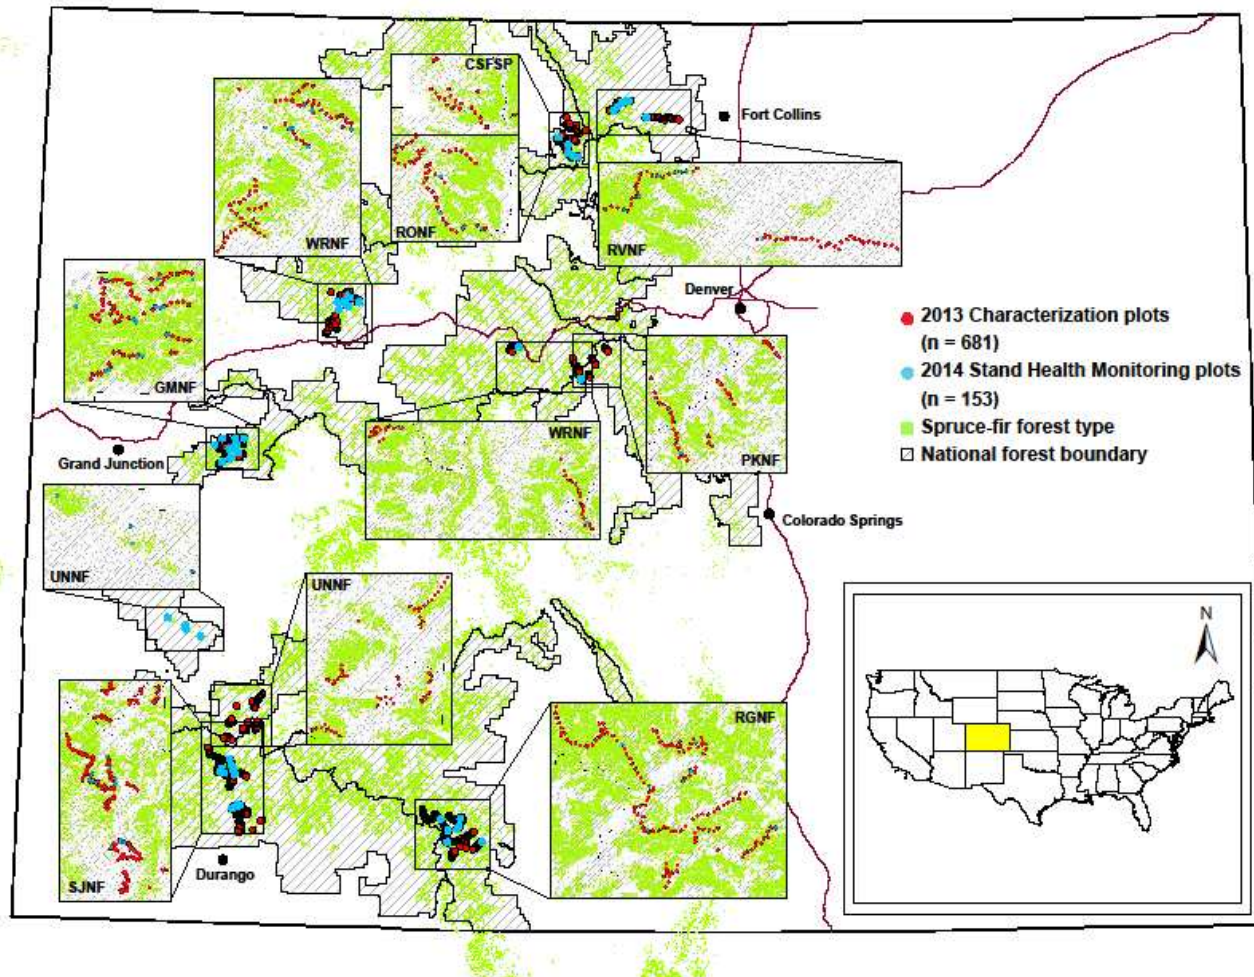 CSFSP
Fort Collins
WRNF
RONF
RVNF
Denver
GMNF
2013 Characterization plots
(n = 681)
2014 Stand Health Monitoring plots
(n = 153)
Spruce-fir forest type
National forest boundary
WRNF
PKNF
Grand Junction
Colorado Springs
UNNF
UNNF
N
RGNF
SJNF
Durango